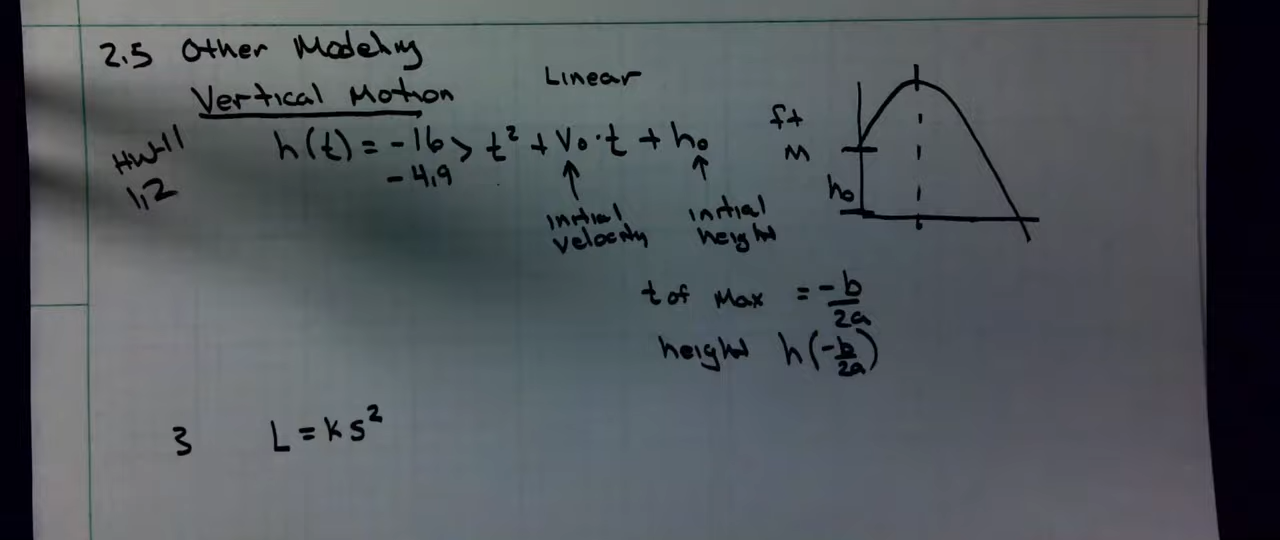 2.5 Other Modeling
Vertical Motion
Linear
HW 11
1,2
h(t) = -16 > t² + V₀·t + h₀
-4.9
ft
M
initial velocity
initial height
h₀
t of Max = -b/2a
height h(-b/2a)
3 L = ks²